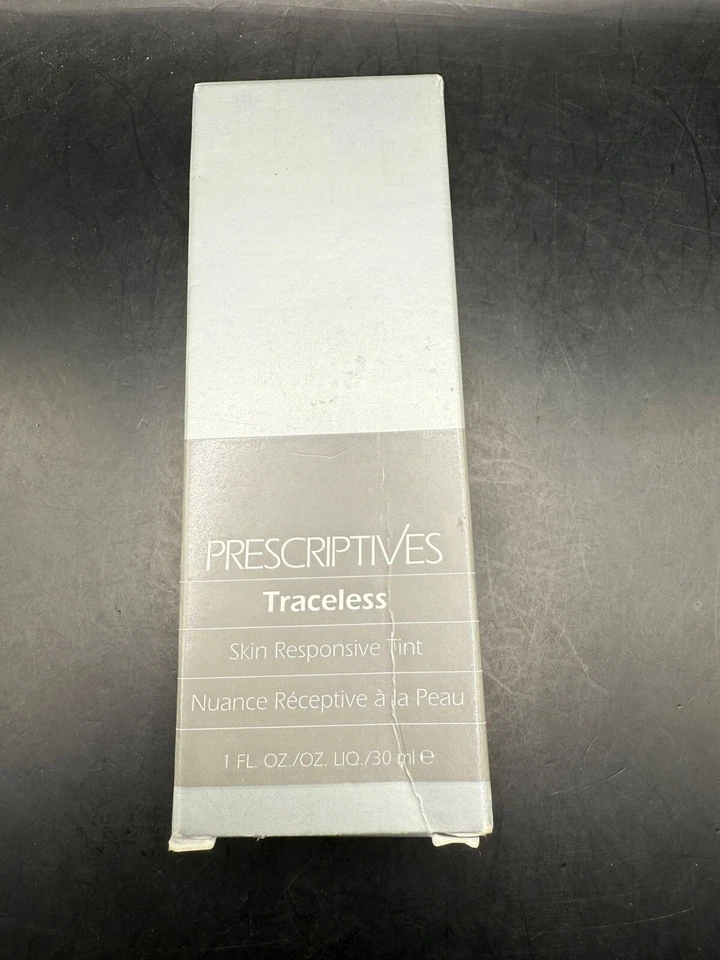 PRESCRIPTIVES
Traceless
Skin Responsive Tint
Nuance Réceptive à la Peau
1 FL. OZ./OZ. LIQ./30 ml ℮